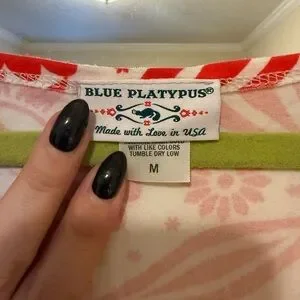 BLUE PLATYPUS®
Made with Love in USA
WITH LIKE COLORS
TUMBLE DRY LOW
M